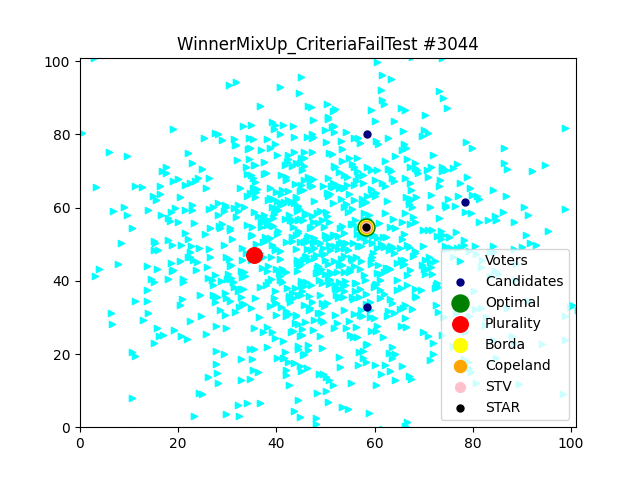 WinnerMixUp_CriteriaFailTest #3044
100
80
60
40
20
0
0
20
40
60
80
100
Voters
Candidates
Optimal
Plurality
Borda
Copeland
STV
STAR